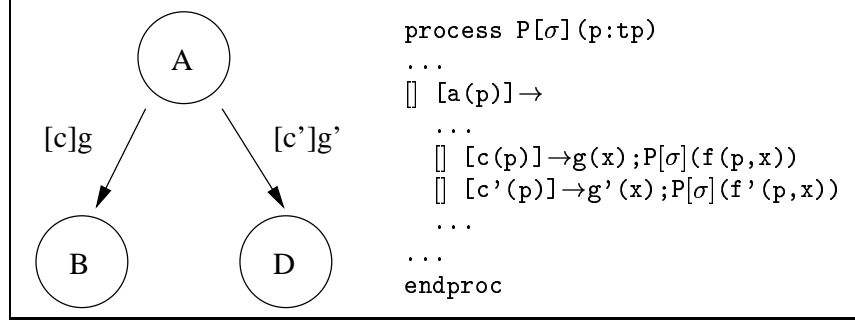 A
[c]g
[c']g'
B
D
process P[σ](p:tp)
...
[] [a(p)]→
...
[] [c(p)]→g(x);P[σ](f(p,x))
[] [c'(p)]→g'(x);P[σ](f'(p,x))
...
...
endproc